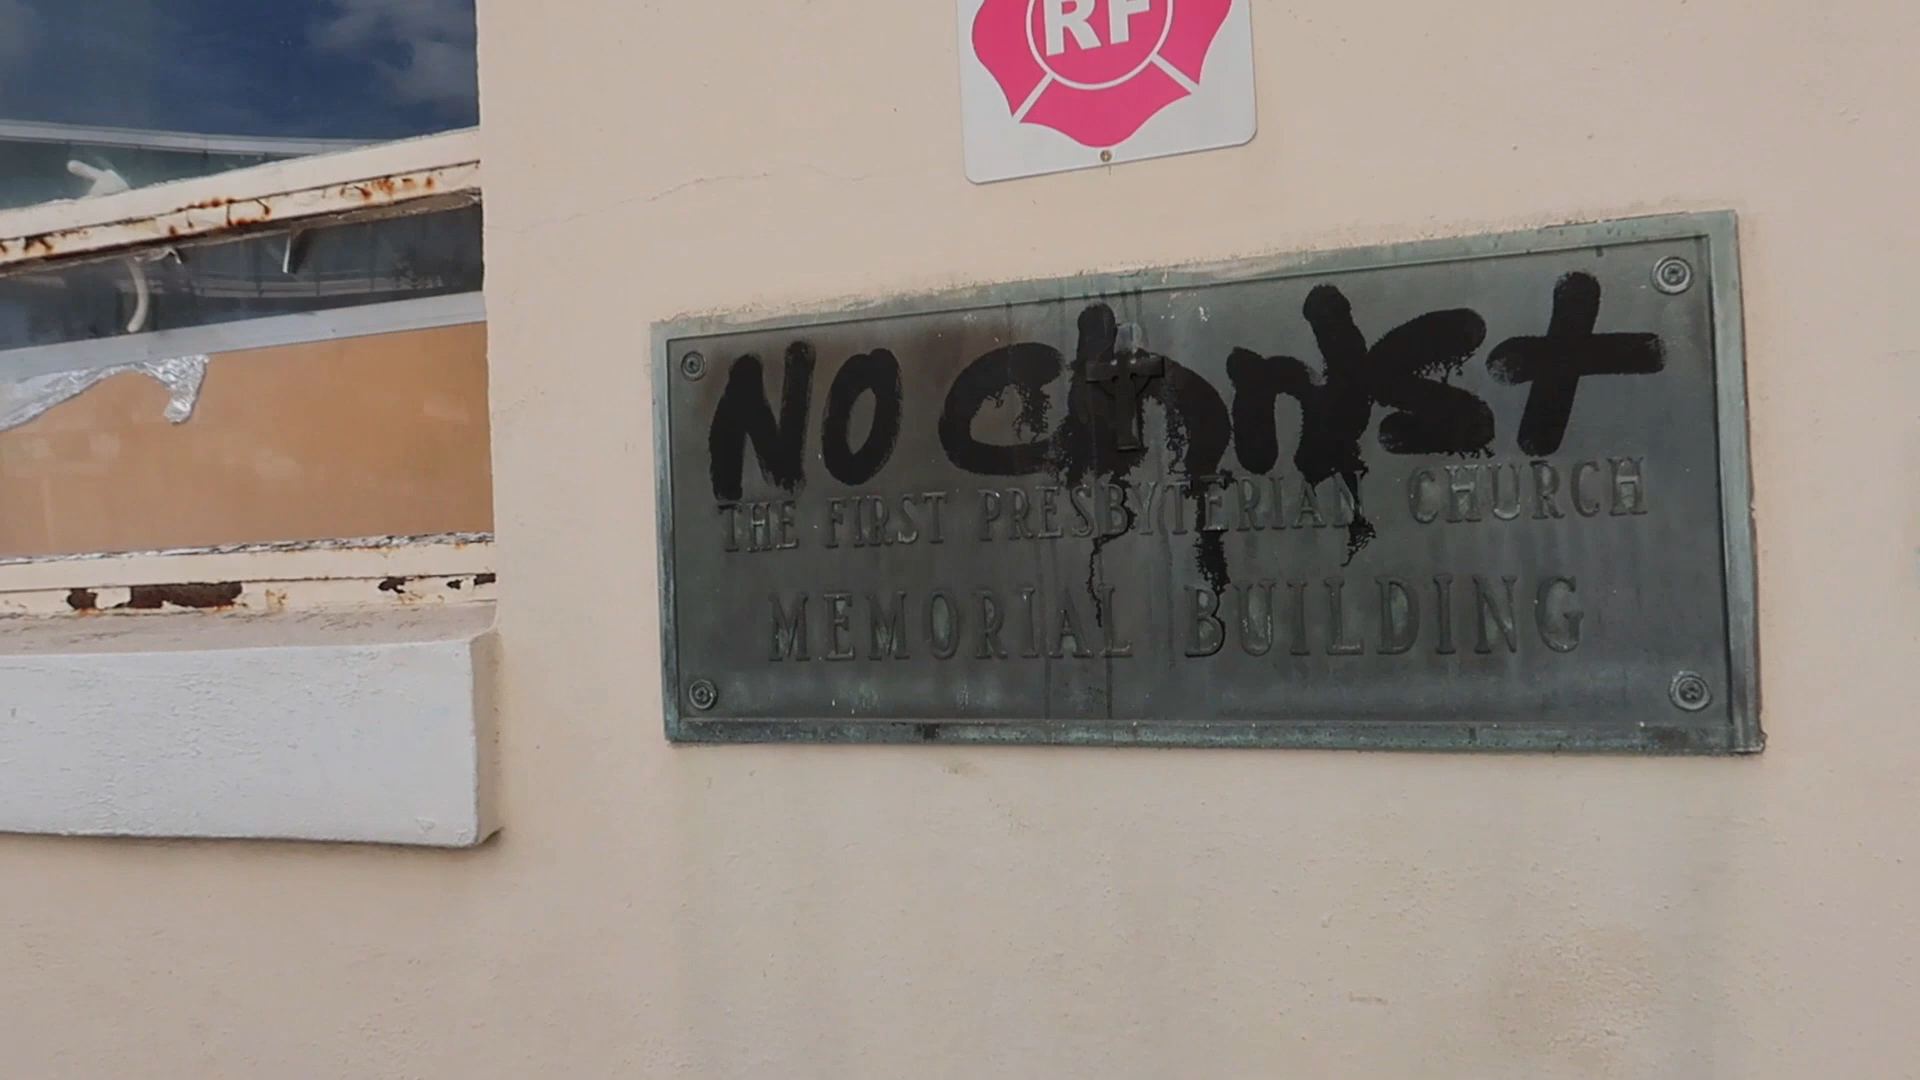 RF
NO Christ
THE FIRST PRESBYTERIAN CHURCH
MEMORIAL BUILDING